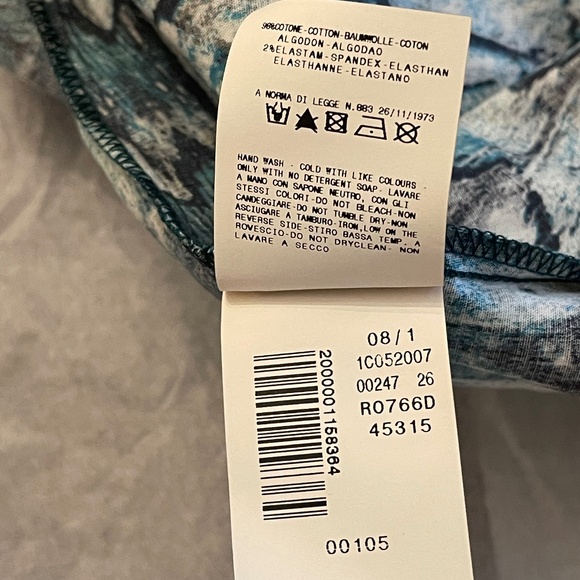 98%COTONE-COTTON-BAUMWOLLE-COTON
ALGODON-ALGODAO
2%ELASTAM-SPANDEX-ELASTHAN
ELASTHANNE-ELASTANO
A NORMA DI LEGGE N.883 26/11/1973
HAND WASH - COLD WITH LIKE COLOURS -
ONLY WITH NO DETERGENT SOAP- LAVARE
A MANO CON SAPONE NEUTRO, CON GLI
STESSI COLORI-DO NOT BLEACH-NON
CANDEGGIARE-DO NOT TUMBLE DRY-NON
ASCIUGARE A TAMBURO-IRON,LOW ON THE
REVERSE SIDE-STIRO BASSA TEMP. A
ROVESCIO-DO NOT DRYCLEAN- NON
LAVARE A SECCO
08/1
1C052007
00247 26
R0766D
45315
2000001158364
00105